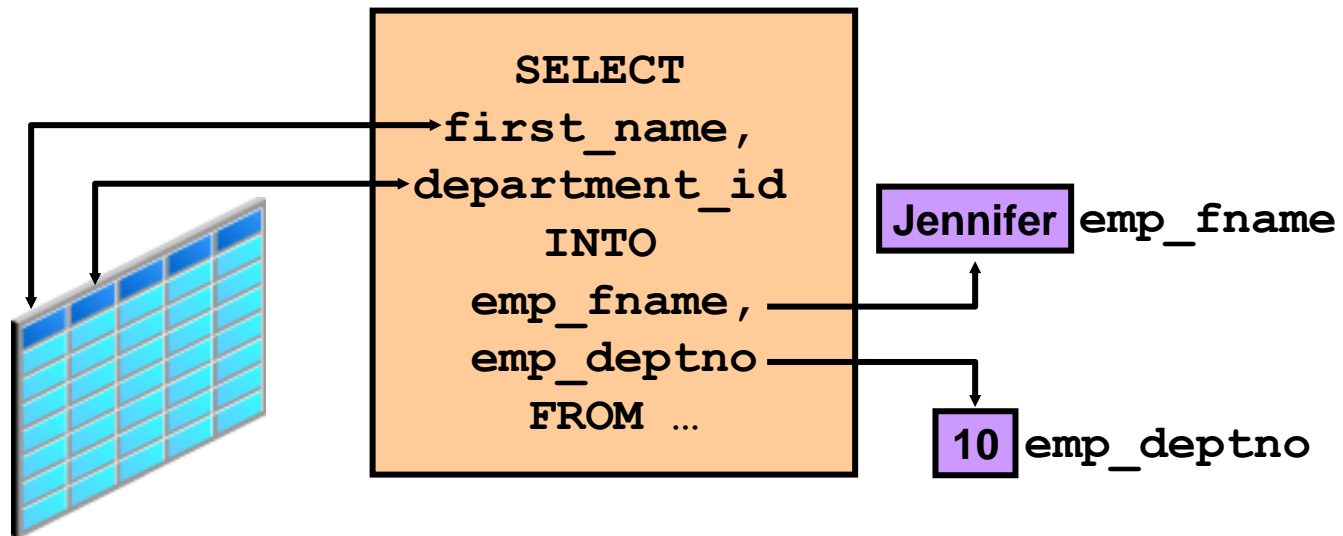 SELECT
first_name,
department_id
INTO
emp_fname,
emp_deptno
FROM …
Jennifer emp_fname
10 emp_deptno